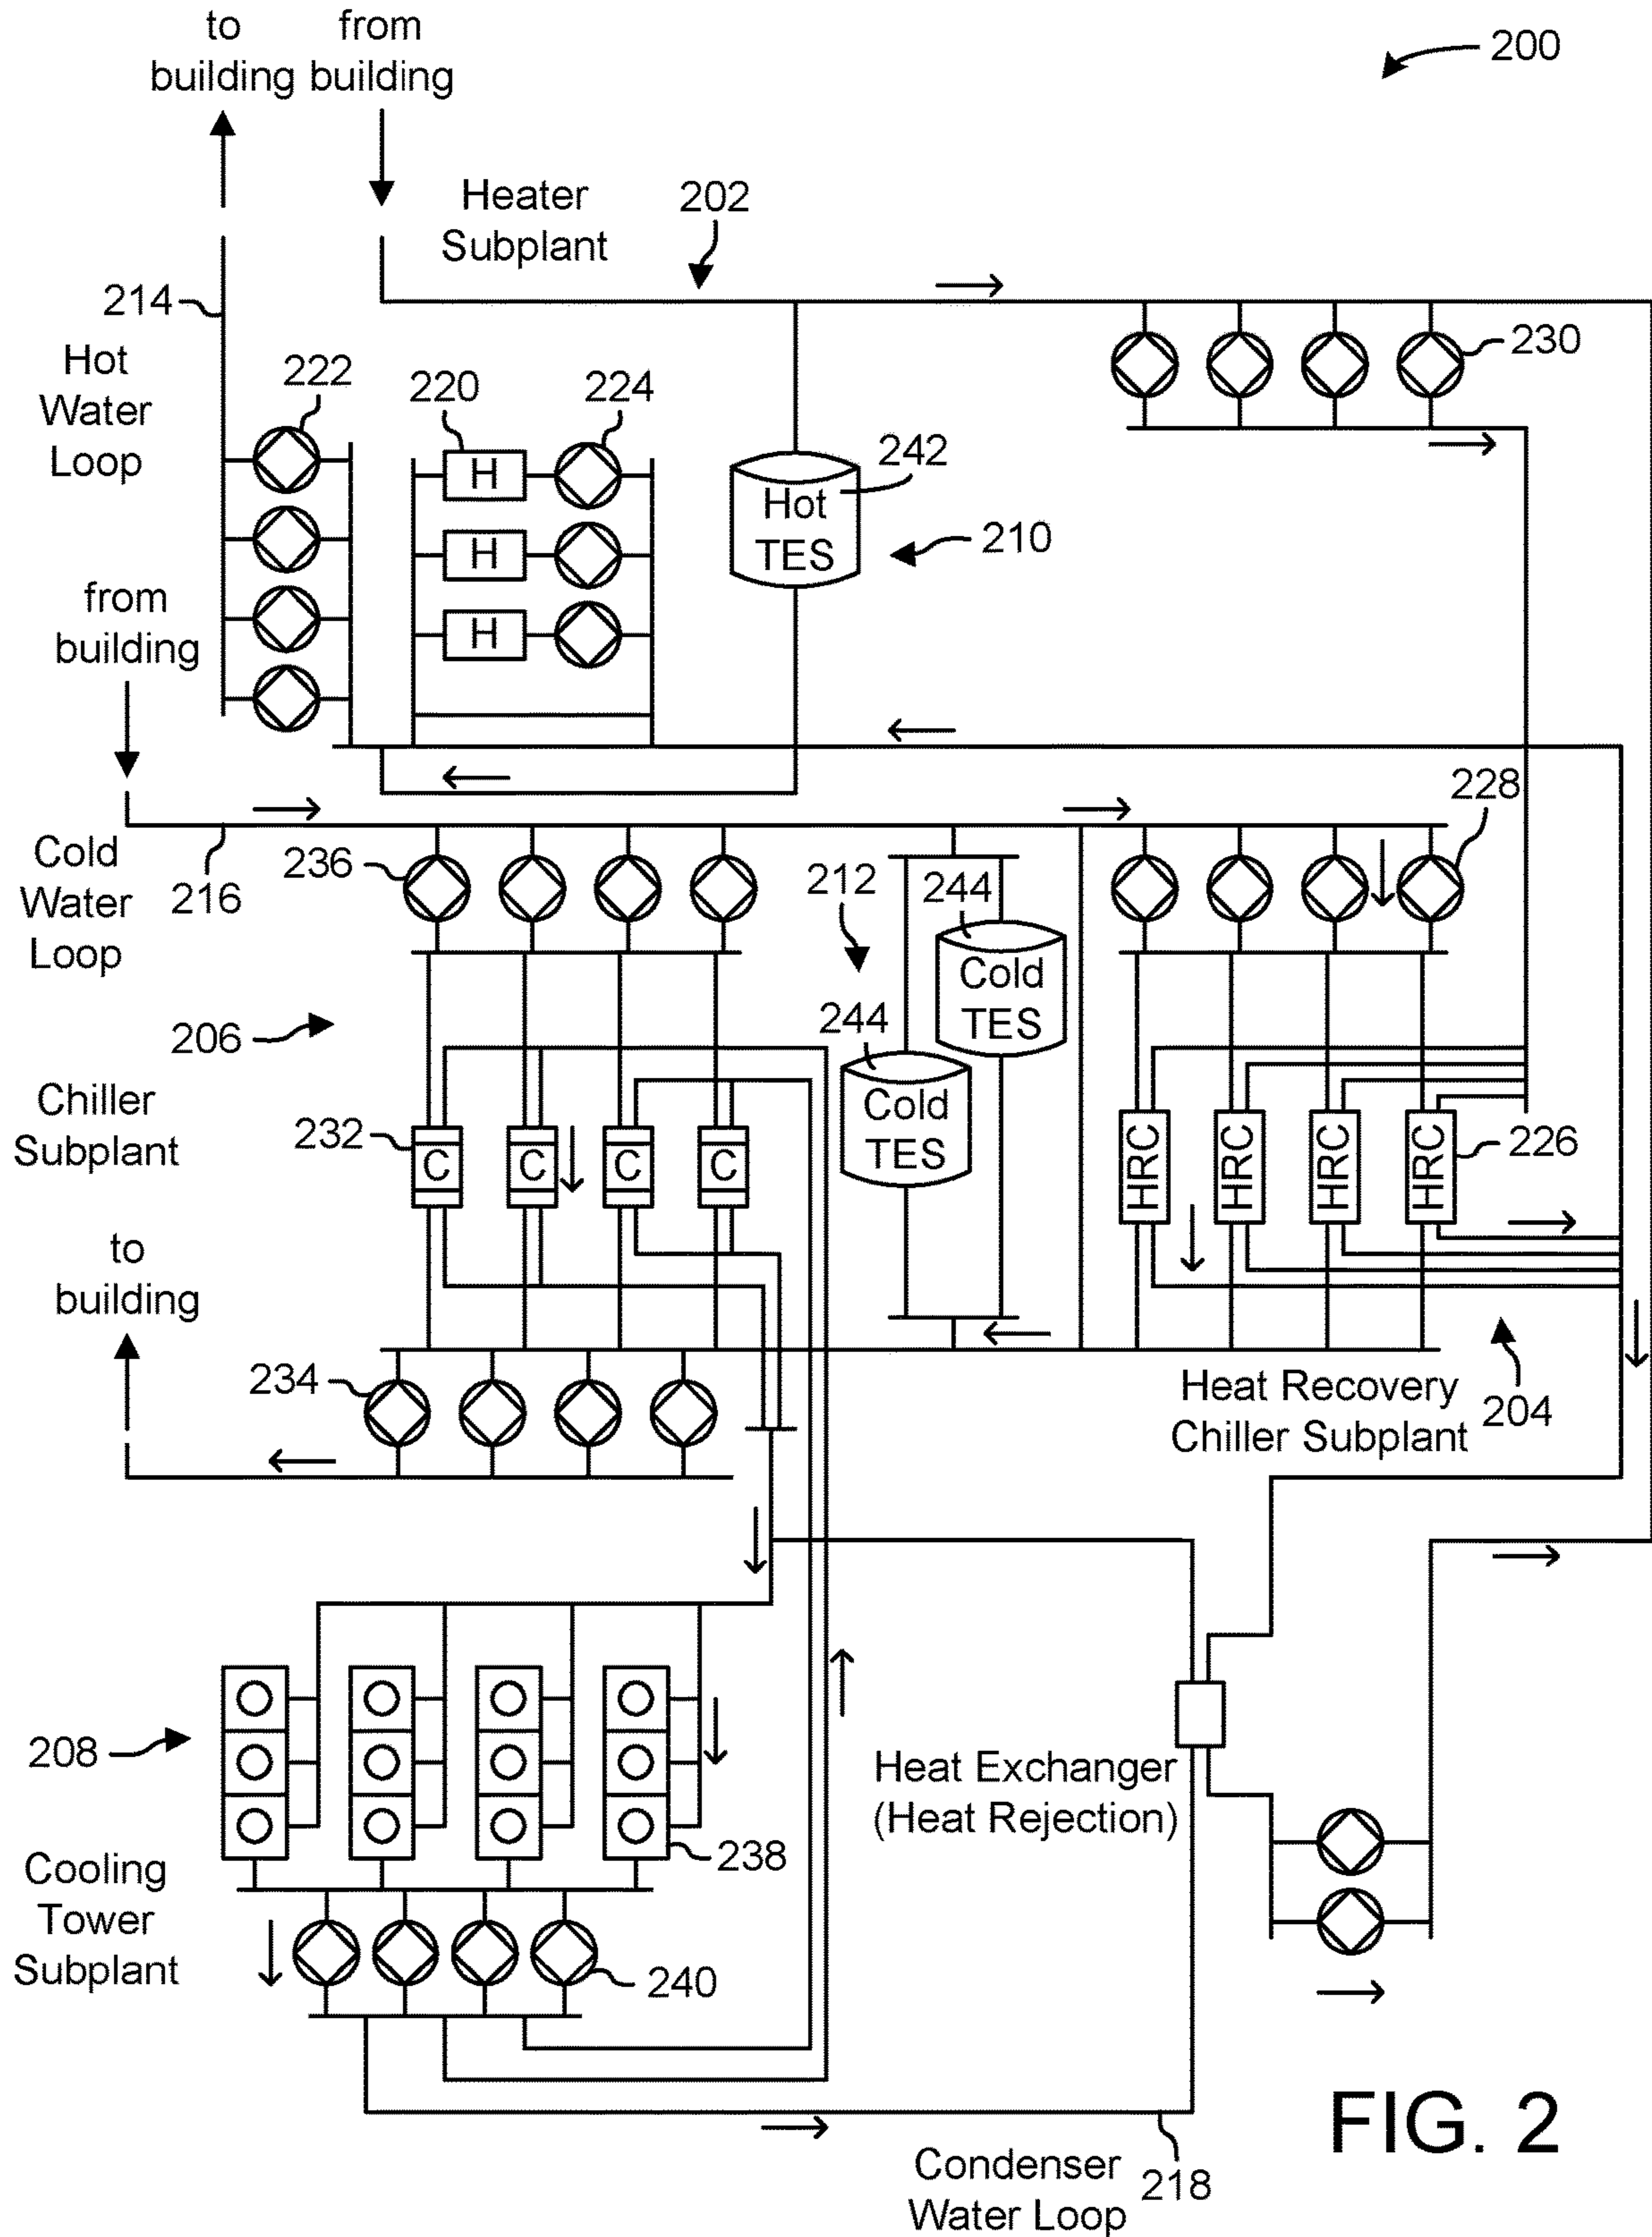 to
building
from
building
200
Heater
Subplant
202
214
Hot
Water
Loop
222
220
224
230
H
H
H
Hot
TES
242
210
from
building
228
Cold
Water
Loop
216
236
212
244
Cold
TES
244
Cold
TES
206
Chiller
Subplant
232
C
C
C
C
HRC
HRC
HRC
HRC
226
to
building
234
Heat Recovery
Chiller Subplant
204
208
Heat Exchanger
(Heat Rejection)
238
Cooling
Tower
Subplant
240
FIG. 2
Condenser
Water Loop
218